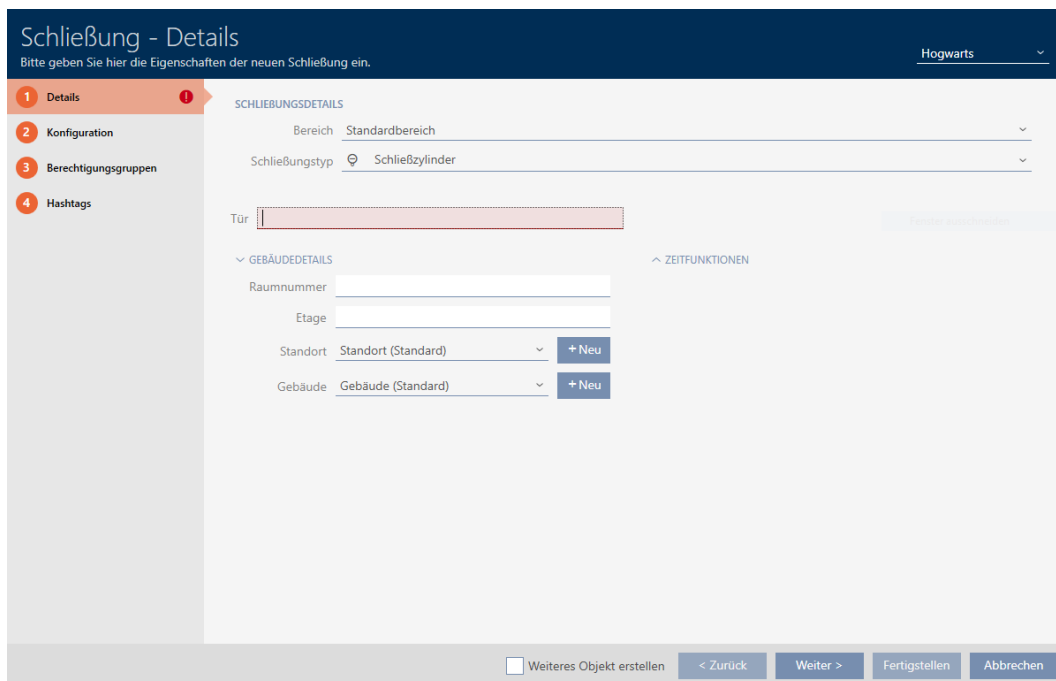 Schließung - Details
Bitte geben Sie hier die Eigenschaften der neuen Schließung ein.
Hogwarts
1 Details !
2 Konfiguration
3 Berechtigungsgruppen
4 Hashtags
SCHLIEßUNGSDETAILS
Bereich Standardbereich
Schließungstyp Schließzylinder
Tür
GEBÄUDEDETAILS
ZEITFUNKTIONEN
Raumnummer
Etage
Standort Standort (Standard) + Neu
Gebäude Gebäude (Standard) + Neu
Weiteres Objekt erstellen < Zurück Weiter > Fertigstellen Abbrechen